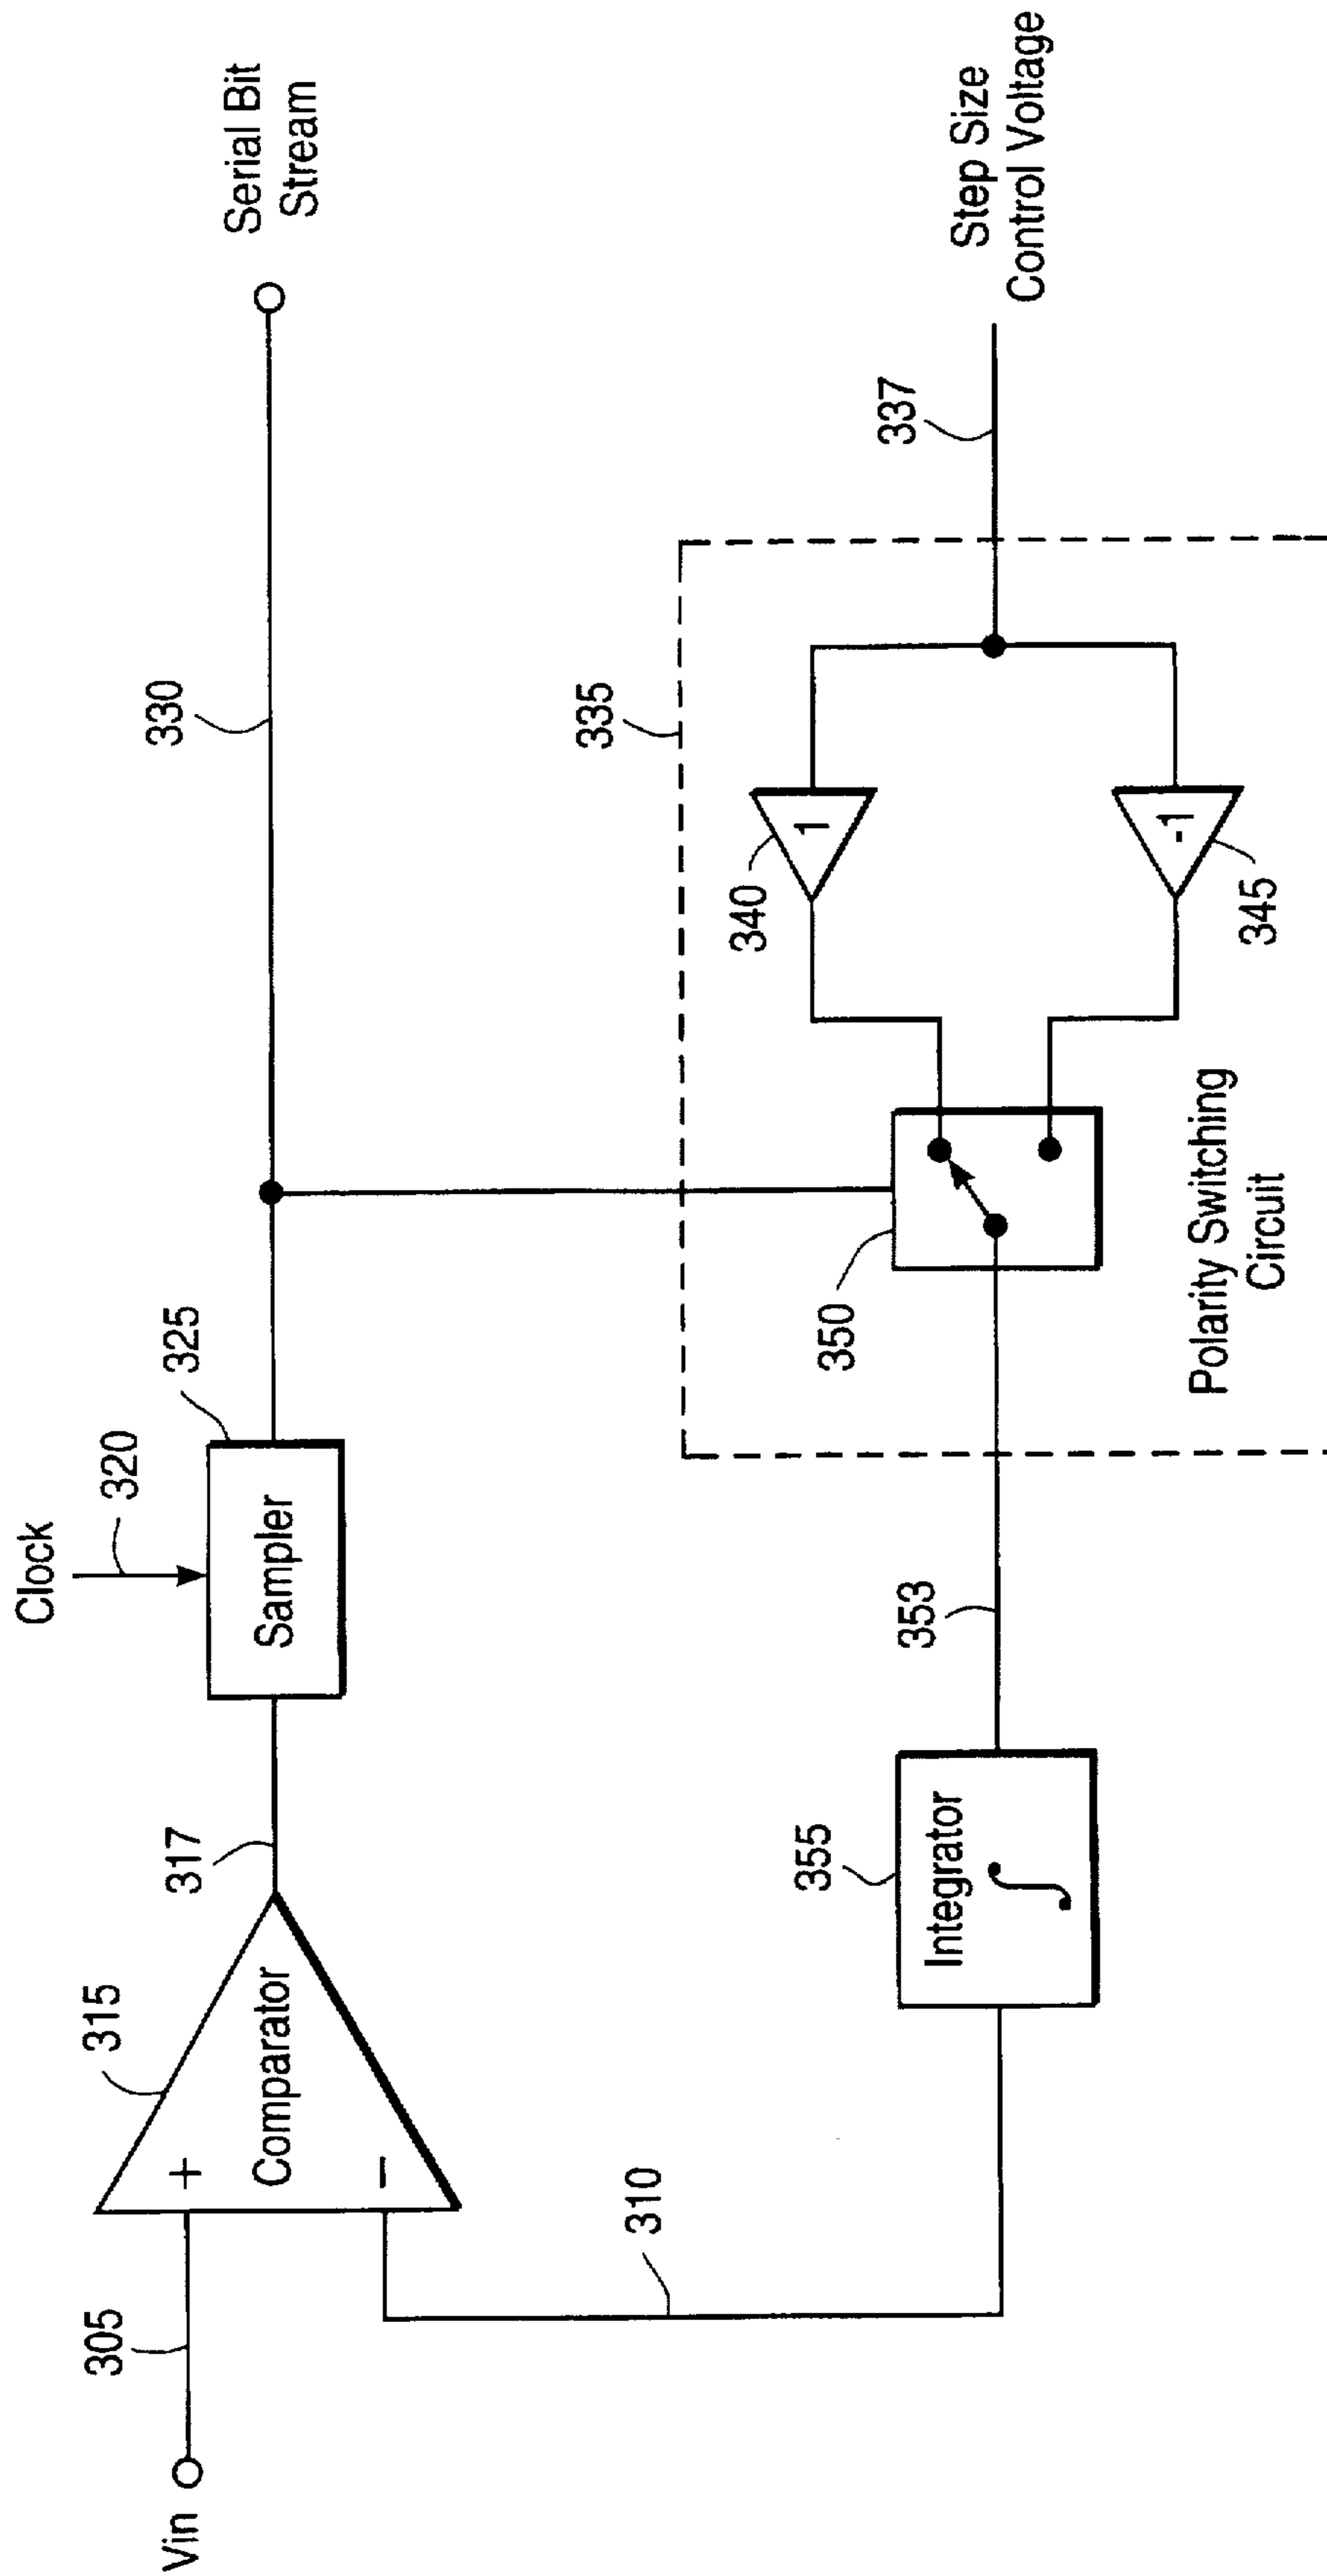 Clock
320
325
Sampler
315
Comparator
+
−
317
Vin
305
330
Serial Bit
Stream
310
335
337
Step Size
Control Voltage
340
1
345
-1
350
Polarity Switching
Circuit
353
355
Integrator
∫